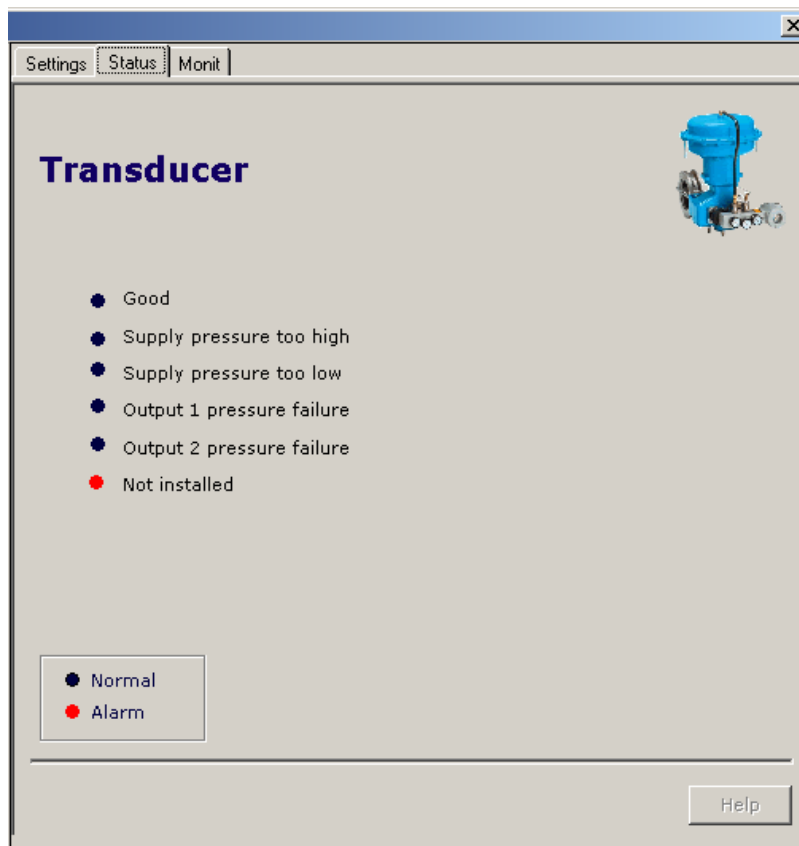 Settings Status Monit
Transducer
Good
Supply pressure too high
Supply pressure too low
Output 1 pressure failure
Output 2 pressure failure
Not installed
Normal
Alarm
Help